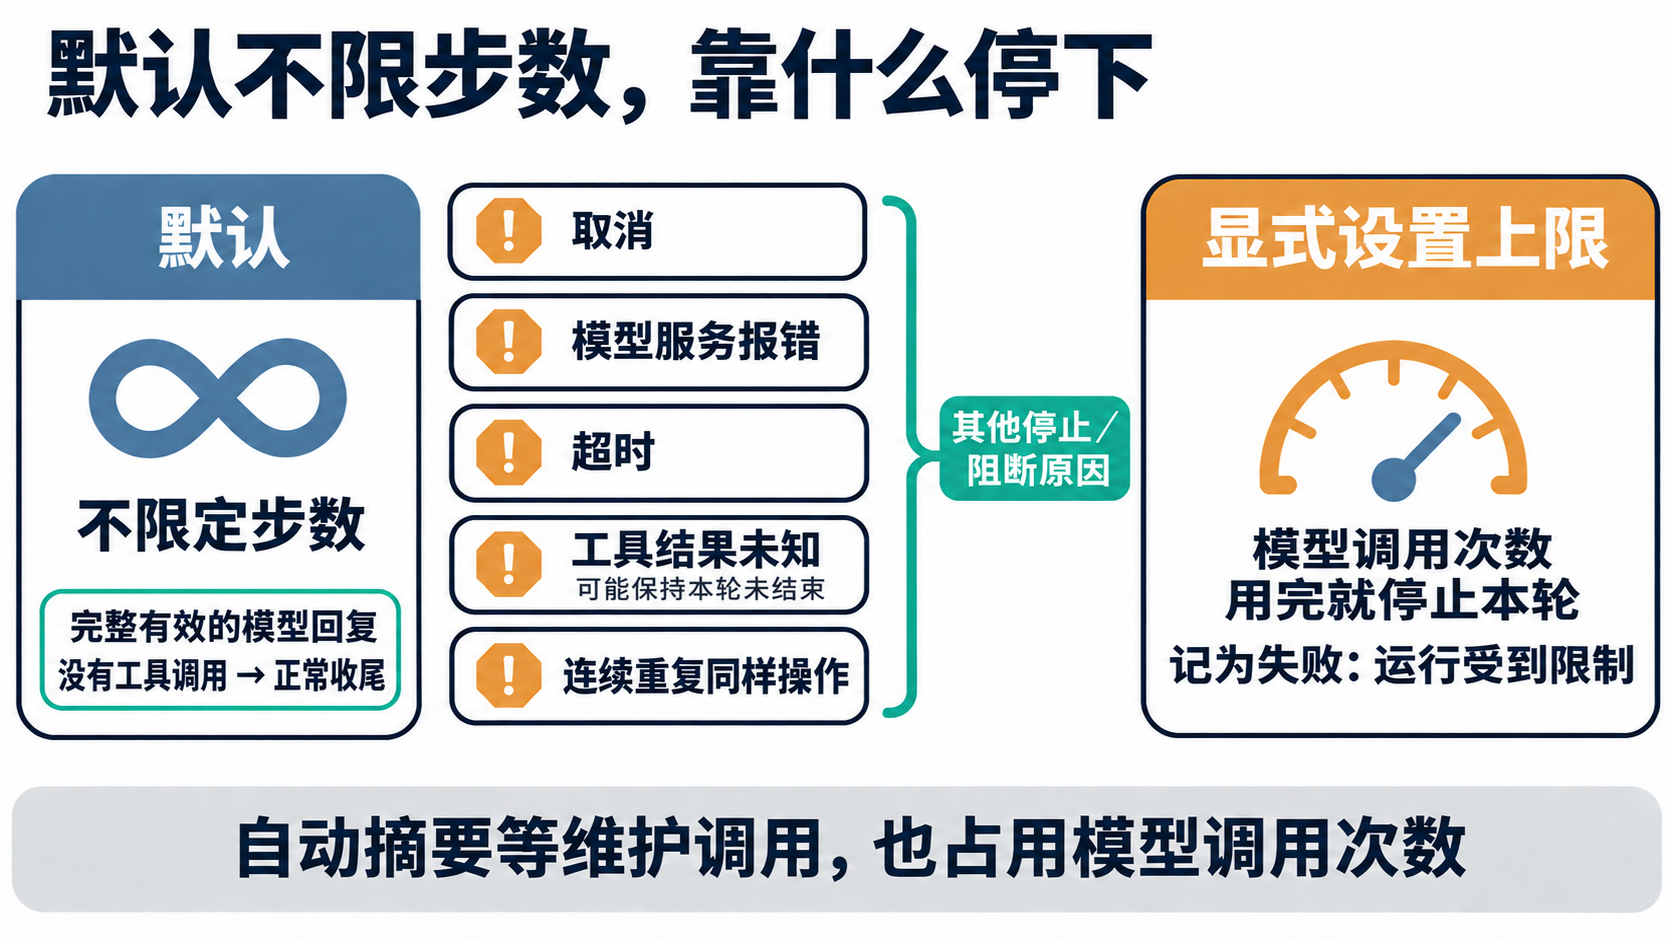 默认不限步数，靠什么停下
默认
不限定步数
完整有效的模型回复
没有工具调用 → 正常收尾
取消
模型服务报错
超时
工具结果未知
可能保持本轮未结束
连续重复同样操作
其他停止／
阻断原因
显式设置上限
模型调用次数
用完就停止本轮
记为失败：运行受到限制
自动摘要等维护调用，也占用模型调用次数